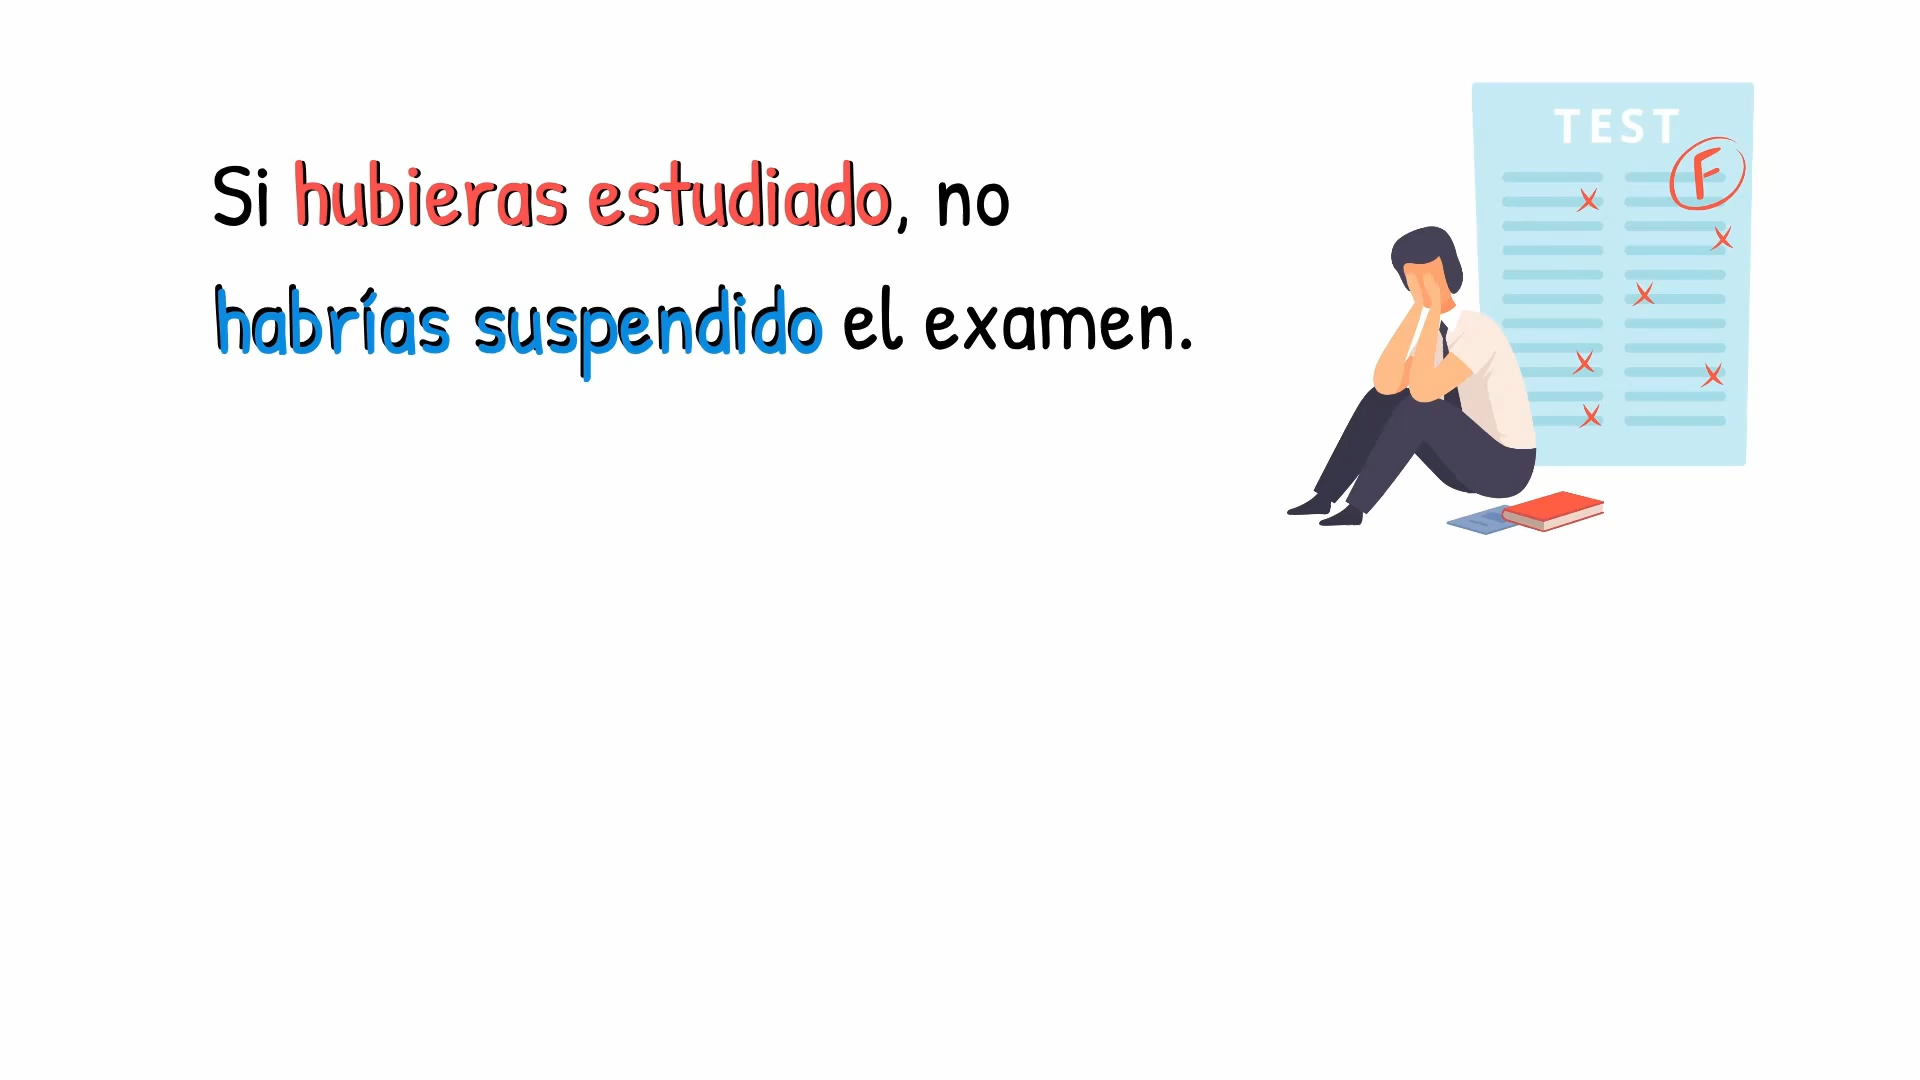 Si hubieras estudiado, no
habrías suspendido el examen.
TEST
F